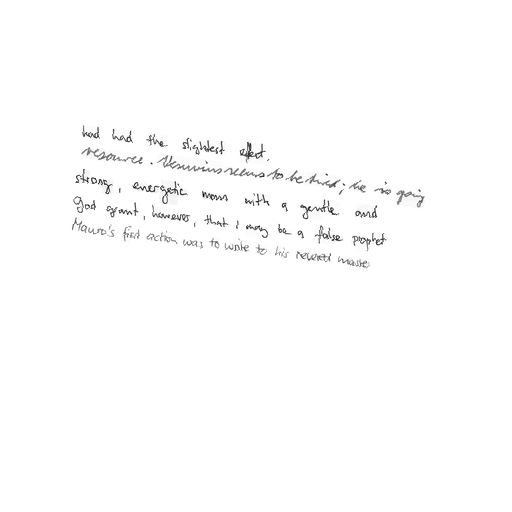 had had the slightest effect.
resource. Vesuvius seems to be tired; he is going
strong, energetic man with a gentle and
God grant, however, that I may be a false prophet
Mauro's first action was to write to his revered master